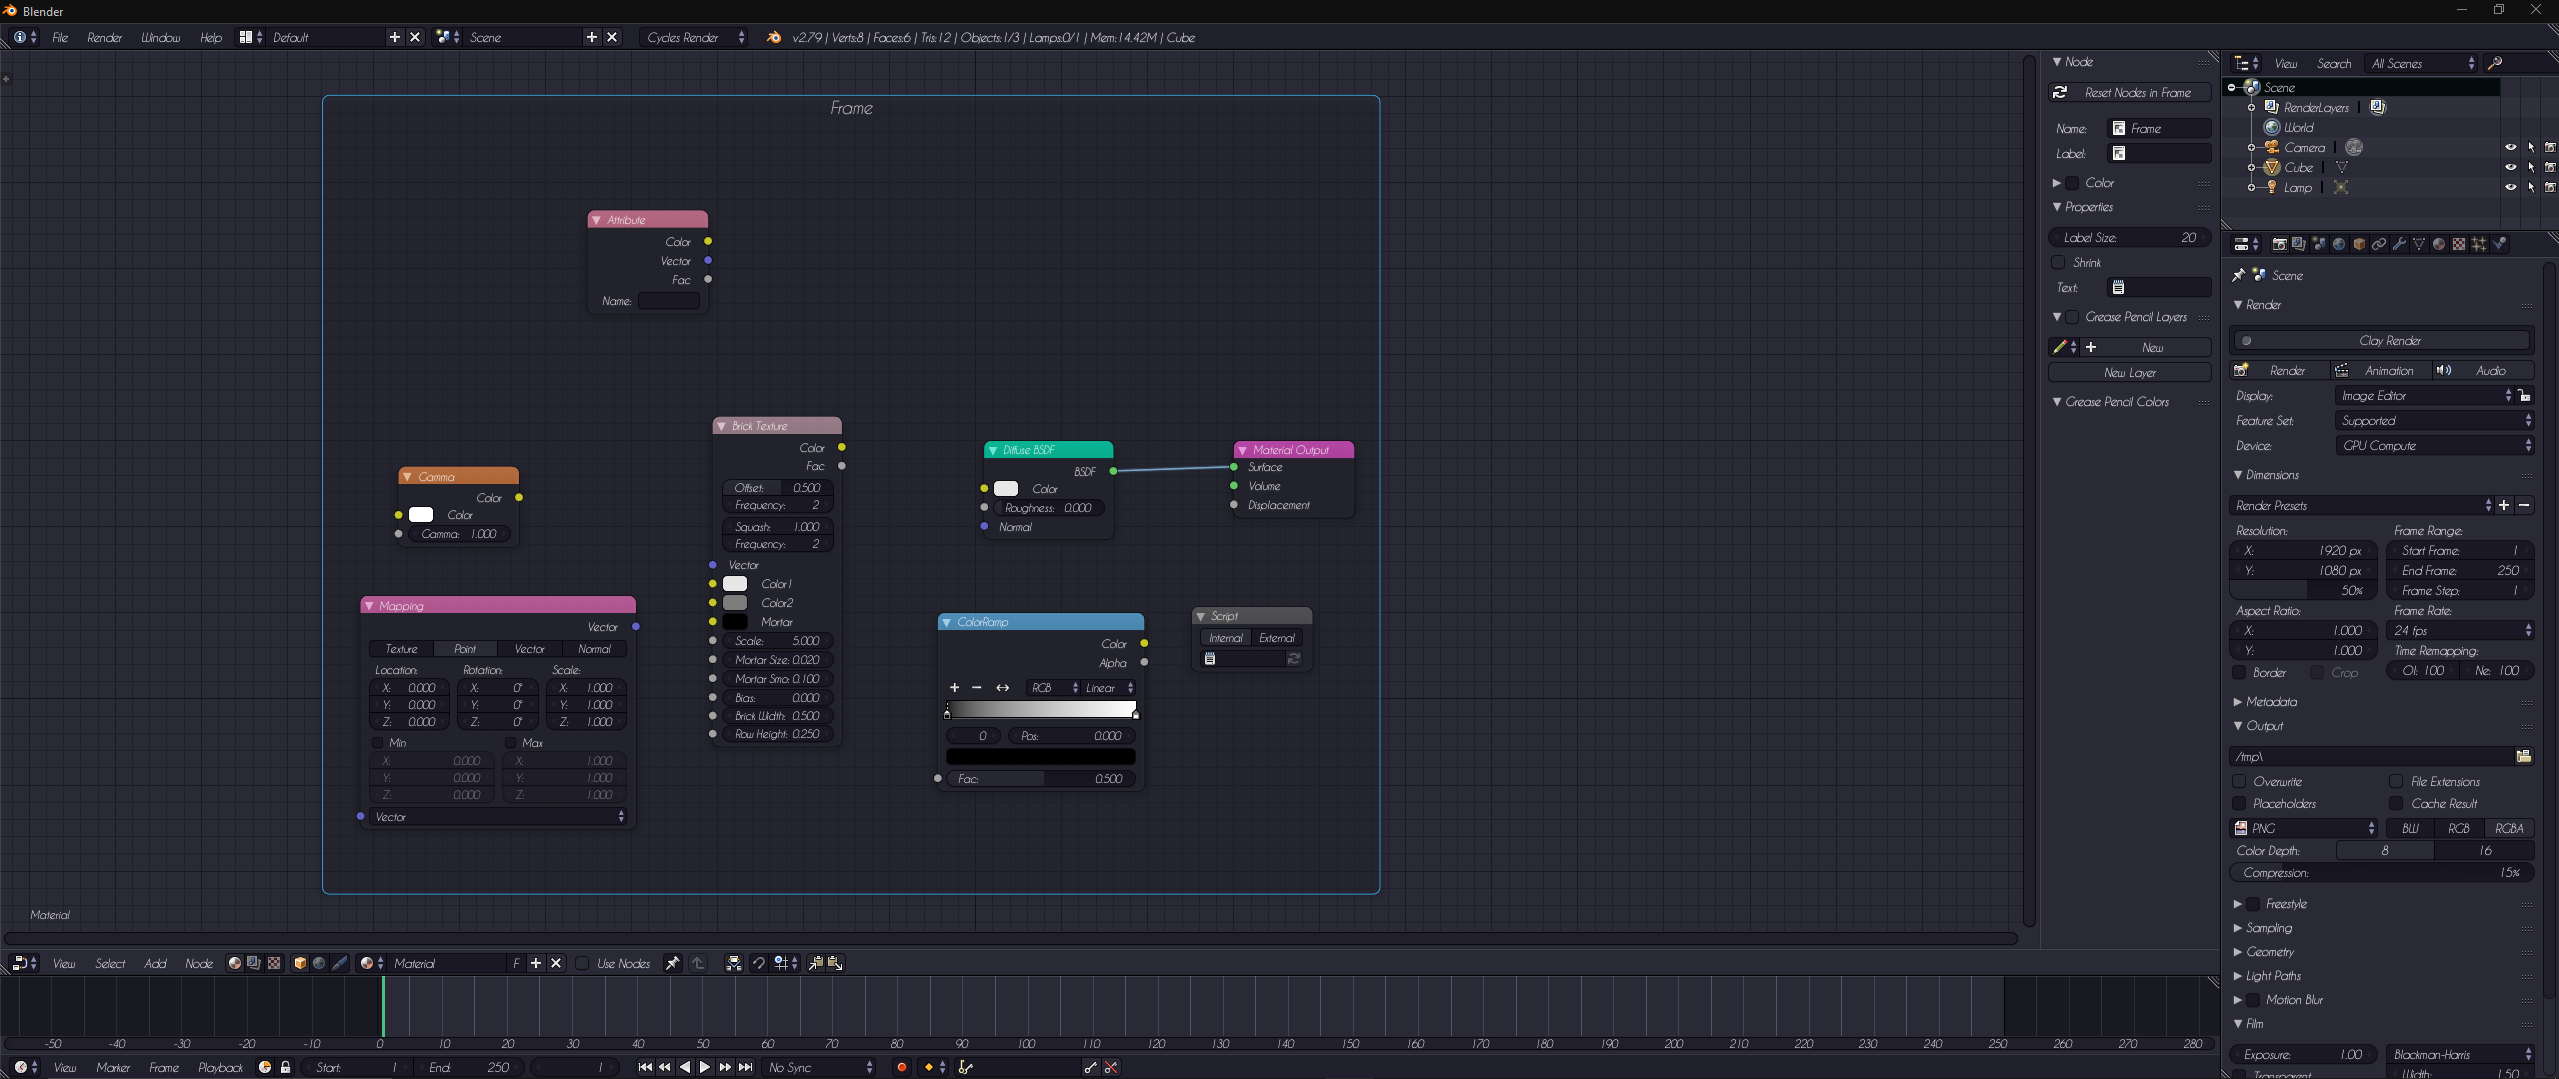 Blender
File Render Window Help Default Scene Cycles Render v2.79 | Verts:8 | Faces:6 | Tris:12 | Objects:1/3 | Lamps:0/1 | Mem:14.42M | Cube
Frame
Attribute
Color
Vector
Fac
Name:
Brick Texture
Color
Fac
Offset: 0.500
Frequency: 2
Squash: 1.000
Frequency: 2
Vector
Color1
Color2
Mortar
Scale: 5.000
Mortar Size: 0.020
Mortar Smo: 0.100
Bias: 0.000
Brick Width: 0.500
Row Height: 0.250
Diffuse BSDF
BSDF
Color
Roughness: 0.000
Normal
Material Output
Surface
Volume
Displacement
Gamma
Color
Color
Gamma: 1.000
Mapping
Vector
Texture Point Vector Normal
Location: Rotation: Scale:
X: 0.000 X: 0° X: 1.000
Y: 0.000 Y: 0° Y: 1.000
Z: 0.000 Z: 0° Z: 1.000
Min Max
X: 0.000 X: 1.000
Y: 0.000 Y: 1.000
Z: 0.000 Z: 1.000
Vector
ColorRamp
Color
Alpha
RGB Linear
0 Pos: 0.000
Fac: 0.500
Script
Internal External
Material
Node
Reset Nodes in Frame
Name: Frame
Label:
Color
Properties
Label Size: 20
Shrink
Text:
Grease Pencil Layers
New
New Layer
Grease Pencil Colors
View Search All Scenes
Scene
RenderLayers
World
Camera
Cube
Lamp
Scene
Render
Clay Render
Render Animation Audio
Display: Image Editor
Feature Set: Supported
Device: GPU Compute
Dimensions
Render Presets
Resolution: Frame Range:
X: 1920 px Start Frame: 1
Y: 1080 px End Frame: 250
50% Frame Step: 1
Aspect Ratio: Frame Rate:
X: 1.000 24 fps
Y: 1.000 Time Remapping:
Border Crop Ol: 100 Ne: 100
Metadata
Output
/tmp\
Overwrite File Extensions
Placeholders Cache Result
PNG BW RGB RGBA
Color Depth: 8 16
Compression: 15%
Freestyle
Sampling
Geometry
Light Paths
Motion Blur
Film
Exposure: 1.00 Blackman-Harris
Transparent Width: 1.50
View Select Add Node Material F Use Nodes
-50 -40 -30 -20 -10 0 10 20 30 40 50 60 70 80 90 100 110 120 130 140 150 160 170 180 190 200 210 220 230 240 250 260 270 280
View Marker Frame Playback Start: 1 End: 250 1 No Sync